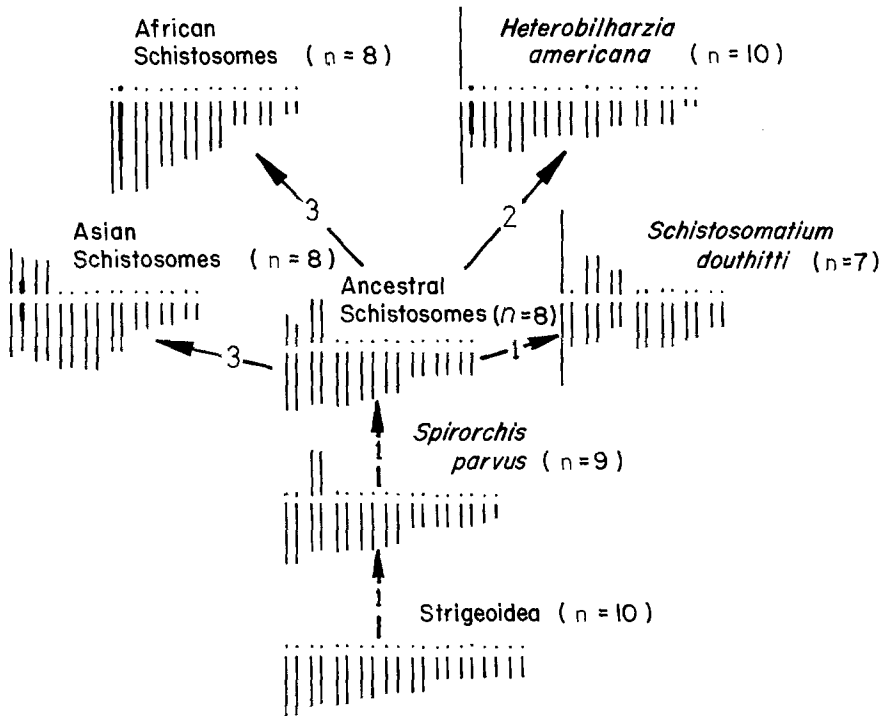 African
Schistosomes (n=8)
Heterobilharzia
americana (n=10)
3
2
Asian
Schistosomes (n=8)
Schistosomatium
douthitti (n=7)
Ancestral
Schistosomes (n=8)
3
1
1
Spirorchis
parvus (n=9)
1
Strigeoidea (n=10)